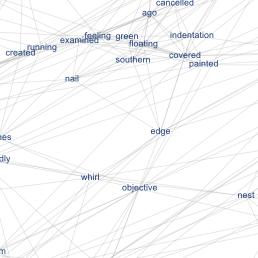 cancelled
ago
feeling green indentation
examined floating
running
created southern covered
painted
nail
edge
whirl
objective
nest